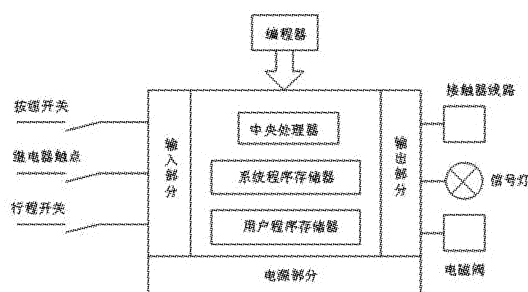 编程器
接触器线路
按钮开关
中央处理器
继电器触点
输入部分
输出部分
系统程序存储器
信号灯
行程开关
用户程序存储器
电源部分
电磁阀